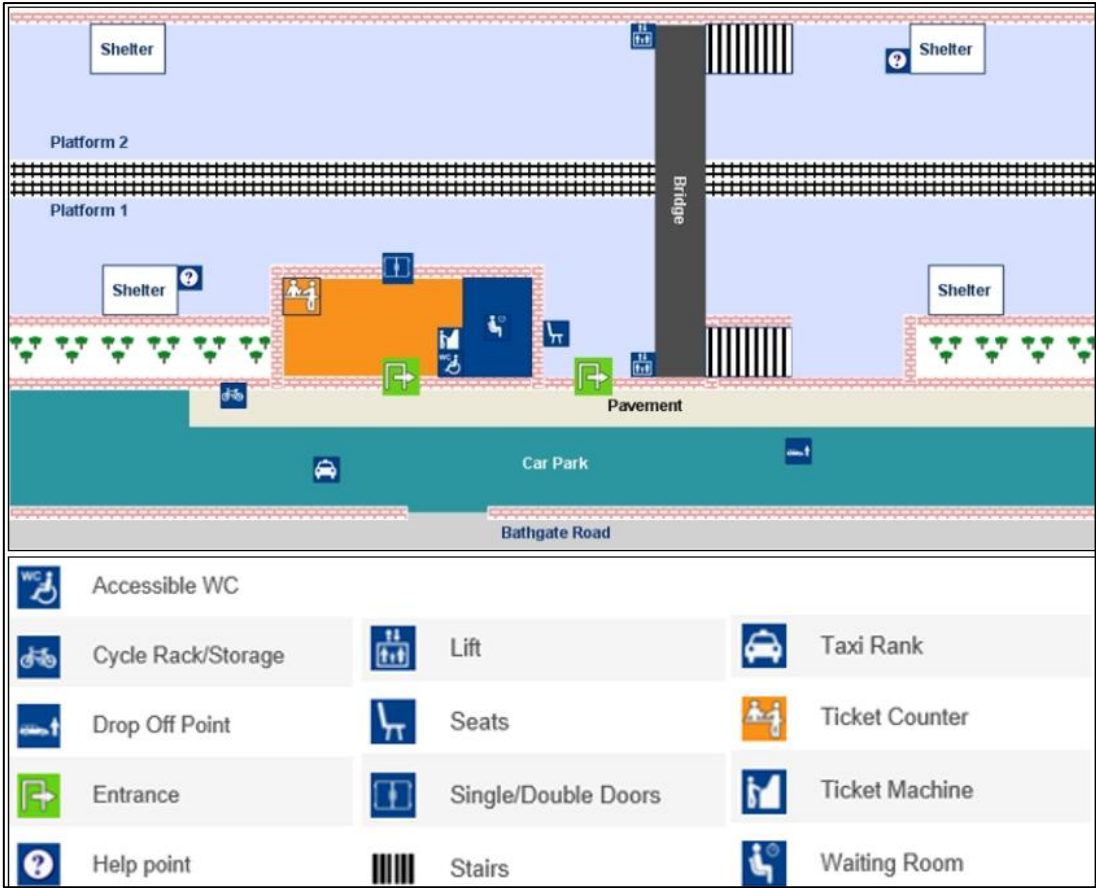 Shelter
Shelter
?
Platform 2
Bridge
Platform 1
Shelter
?
Shelter
WC
Pavement
Car Park
Bathgate Road
WC
Accessible WC
Cycle Rack/Storage
Lift
Taxi Rank
Drop Off Point
Seats
Ticket Counter
Entrance
Single/Double Doors
Ticket Machine
?
Help point
Stairs
Waiting Room